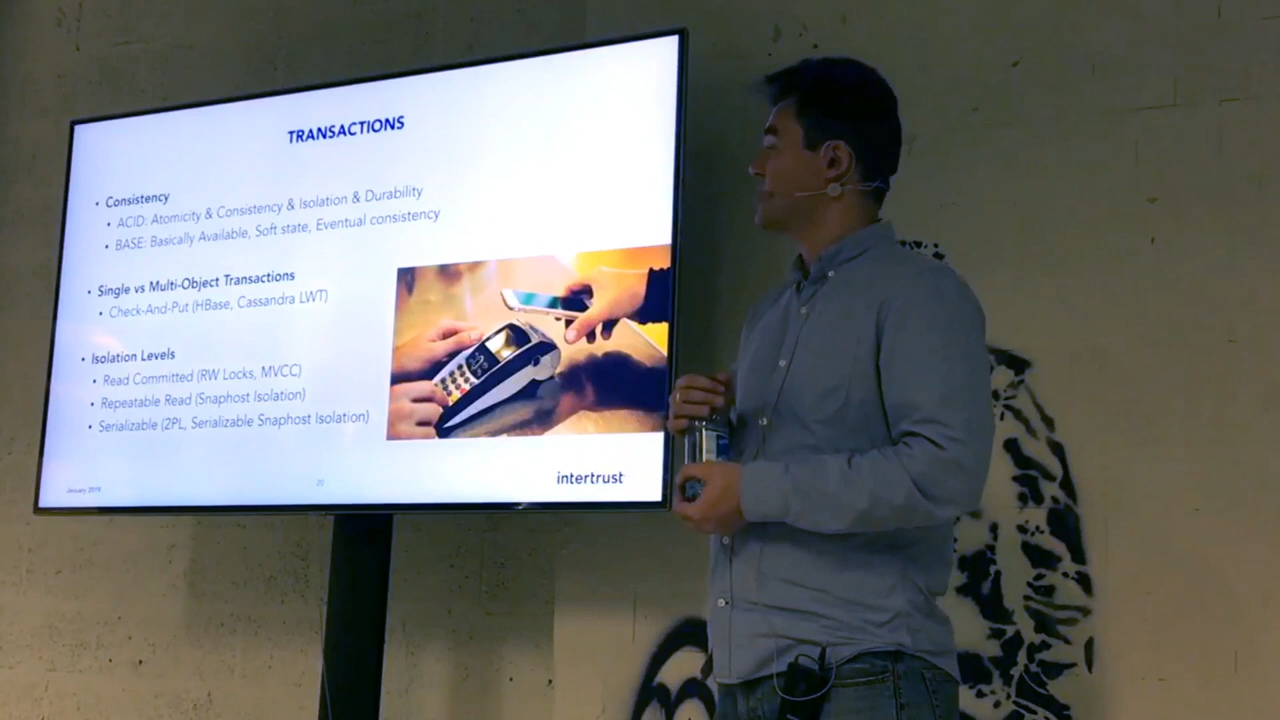 TRANSACTIONS
• Consistency
• ACID: Atomicity & Consistency & Isolation & Durability
• BASE: Basically Available, Soft state, Eventual consistency
• Single vs Multi-Object Transactions
• Check-And-Put (HBase, Cassandra LWT)
• Isolation Levels
• Read Committed (RW Locks, MVCC)
• Repeatable Read (Snaphost Isolation)
• Serializable (2PL, Serializable Snaphost Isolation)
January 2019
20
intertrust